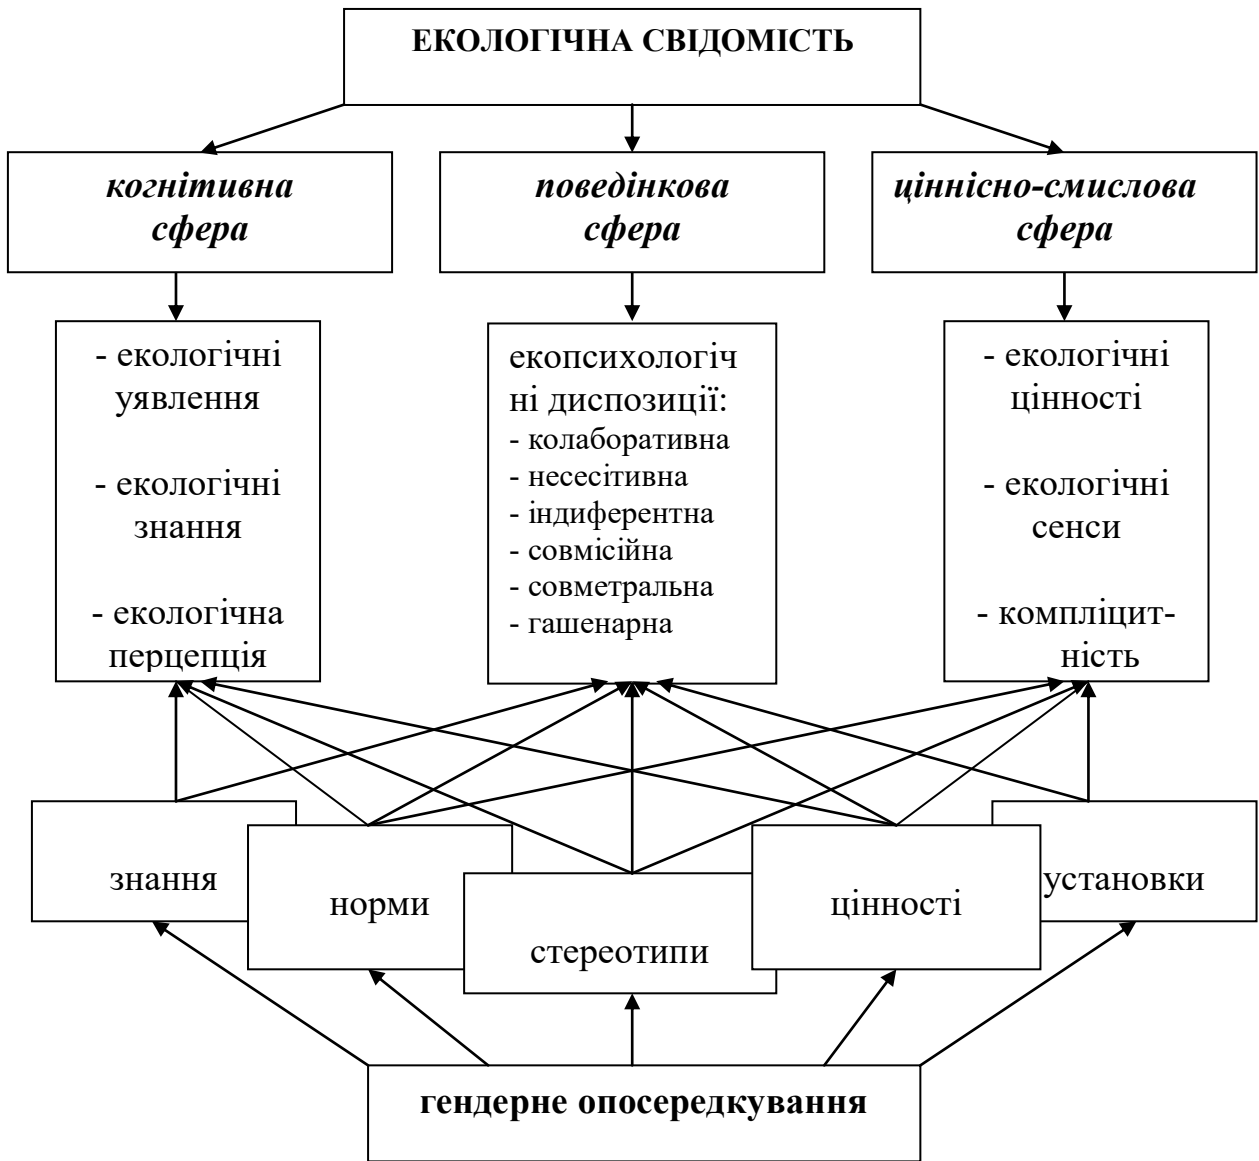 ЕКОЛОГІЧНА СВІДОМІСТЬ
когнітивна
сфера
поведінкова
сфера
ціннісно-смислова
сфера
- екологічні
уявлення
- екологічні
знання
- екологічна
перцепція
екопсихологіч
ні диспозиції:
- колаборативна
- несесітивна
- індиферентна
- совмісійна
- совметральна
- гашенарна
- екологічні
цінності
- екологічні
сенси
- компліцит-
ність
знання
норми
стереотипи
цінності
установки
гендерне опосередкування